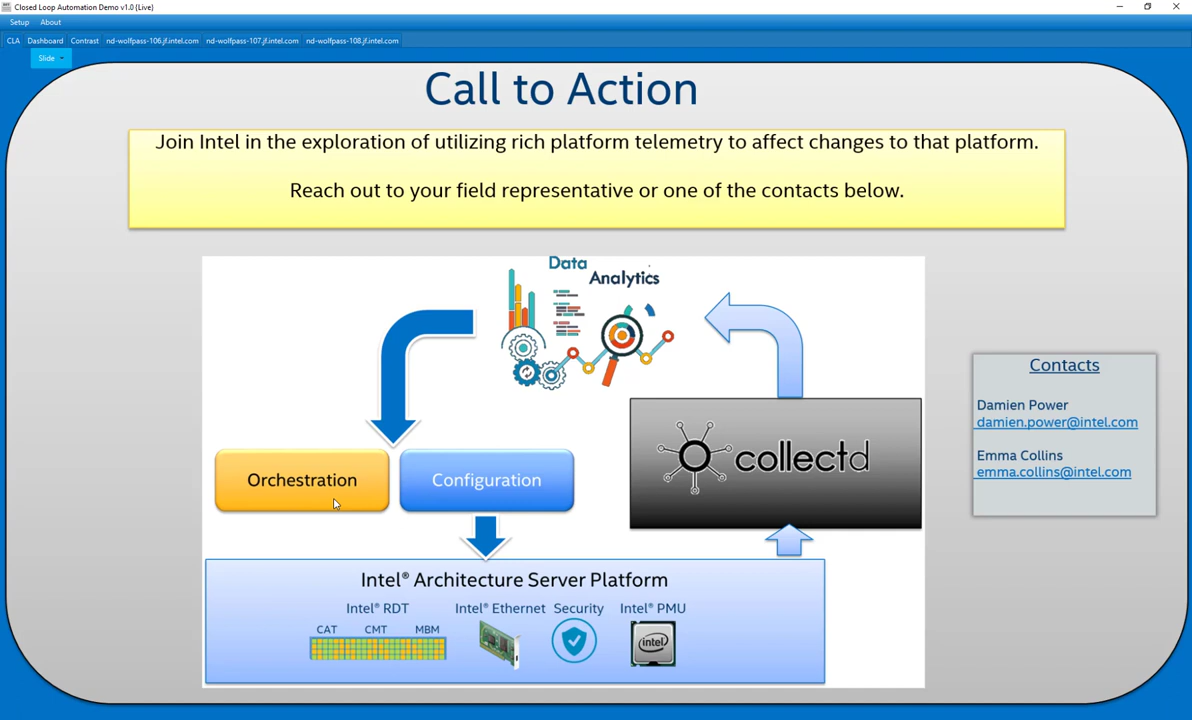 Closed Loop Automation Demo v1.0 (Live)
Setup About
CLA Dashboard Contrast nd-wolfpass-106.jf.intel.com nd-wolfpass-107.jf.intel.com nd-wolfpass-108.jf.intel.com
Slide
Call to Action
Join Intel in the exploration of utilizing rich platform telemetry to affect changes to that platform.
Reach out to your field representative or one of the contacts below.
Data
Analytics
Contacts
Damien Power
damien.power@intel.com
Emma Collins
emma.collins@intel.com
collectd
Orchestration
Configuration
Intel® Architecture Server Platform
Intel® RDT Intel® Ethernet Security Intel® PMU
CAT CMT MBM
intel